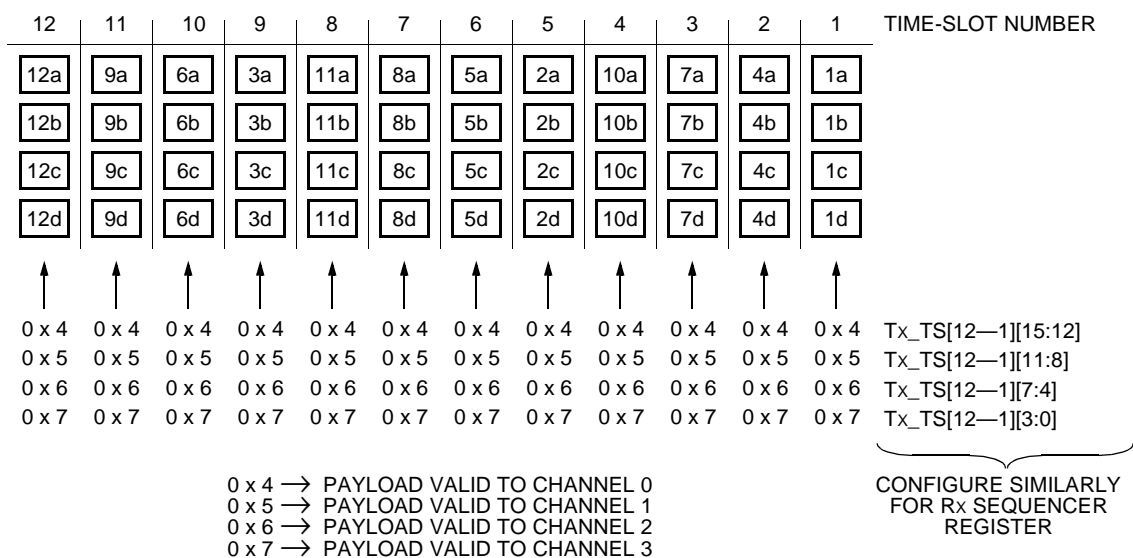 12 11 10 9 8 7 6 5 4 3 2 1 TIME-SLOT NUMBER
12a 9a 6a 3a 11a 8a 5a 2a 10a 7a 4a 1a
12b 9b 6b 3b 11b 8b 5b 2b 10b 7b 4b 1b
12c 9c 6c 3c 11c 8c 5c 2c 10c 7c 4c 1c
12d 9d 6d 3d 11d 8d 5d 2d 10d 7d 4d 1d
0 x 4 0 x 4 0 x 4 0 x 4 0 x 4 0 x 4 0 x 4 0 x 4 0 x 4 0 x 4 0 x 4 0 x 4 Tx_TS[12—1][15:12]
0 x 5 0 x 5 0 x 5 0 x 5 0 x 5 0 x 5 0 x 5 0 x 5 0 x 5 0 x 5 0 x 5 0 x 5 Tx_TS[12—1][11:8]
0 x 6 0 x 6 0 x 6 0 x 6 0 x 6 0 x 6 0 x 6 0 x 6 0 x 6 0 x 6 0 x 6 0 x 6 Tx_TS[12—1][7:4]
0 x 7 0 x 7 0 x 7 0 x 7 0 x 7 0 x 7 0 x 7 0 x 7 0 x 7 0 x 7 0 x 7 0 x 7 Tx_TS[12—1][3:0]
0 x 4 → PAYLOAD VALID TO CHANNEL 0
0 x 5 → PAYLOAD VALID TO CHANNEL 1
0 x 6 → PAYLOAD VALID TO CHANNEL 2
0 x 7 → PAYLOAD VALID TO CHANNEL 3
CONFIGURE SIMILARLY
FOR Rx SEQUENCER
REGISTER